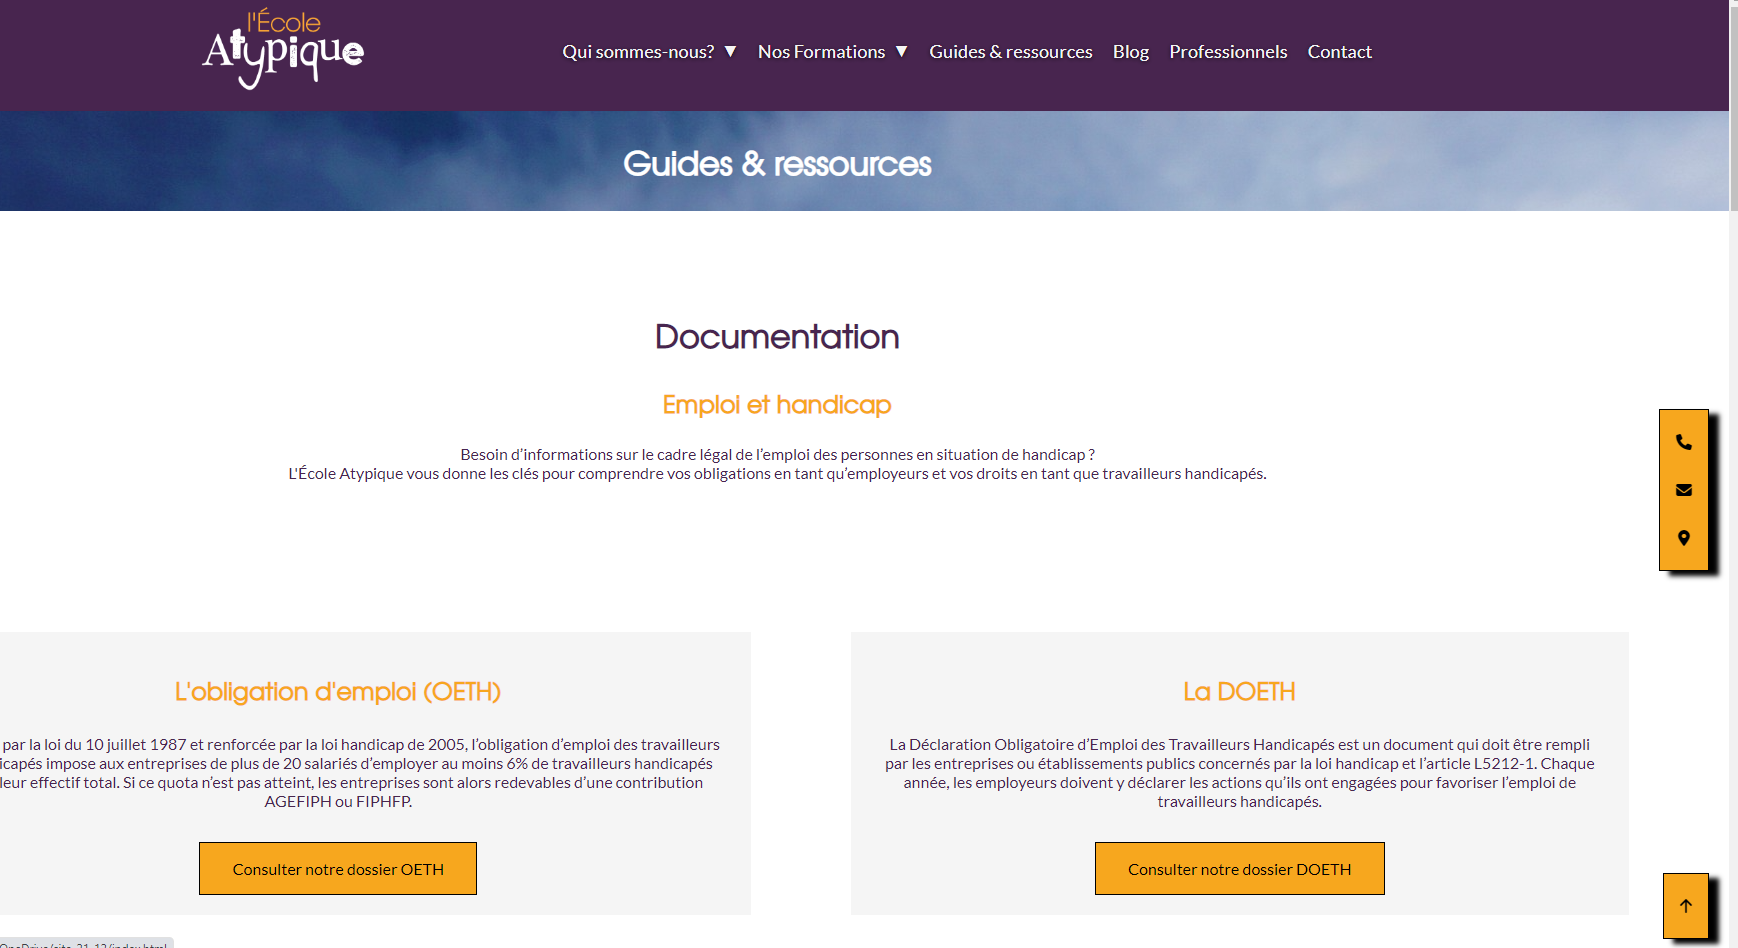 l'École
Atypique
Qui sommes-nous? ▼ Nos Formations ▼ Guides & ressources Blog Professionnels Contact
Guides & ressources
Documentation
Emploi et handicap
Besoin d’informations sur le cadre légal de l’emploi des personnes en situation de handicap ?
L'École Atypique vous donne les clés pour comprendre vos obligations en tant qu’employeurs et vos droits en tant que travailleurs handicapés.
L'obligation d'emploi (OETH)
par la loi du 10 juillet 1987 et renforcée par la loi handicap de 2005, l’obligation d’emploi des travailleurs
icapés impose aux entreprises de plus de 20 salariés d’employer au moins 6% de travailleurs handicapés
leur effectif total. Si ce quota n’est pas atteint, les entreprises sont alors redevables d’une contribution
AGEFIPH ou FIPHFP.
Consulter notre dossier OETH
La DOETH
La Déclaration Obligatoire d’Emploi des Travailleurs Handicapés est un document qui doit être rempli
par les entreprises ou établissements publics concernés par la loi handicap et l’article L5212-1. Chaque
année, les employeurs doivent y déclarer les actions qu’ils ont engagées pour favoriser l’emploi de
travailleurs handicapés.
Consulter notre dossier DOETH